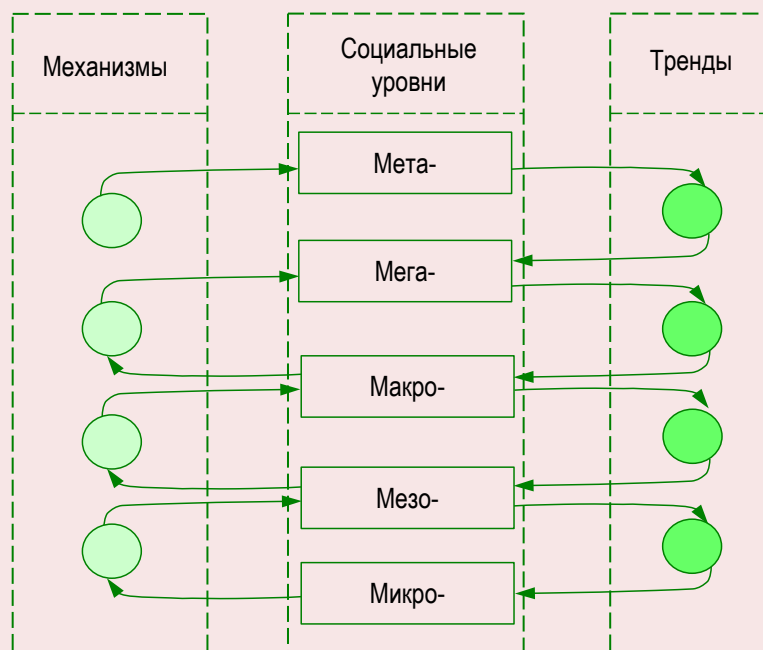 Механизмы
Социальные
уровни
Тренды
Мета-
Мега-
Макро-
Мезо-
Микро-